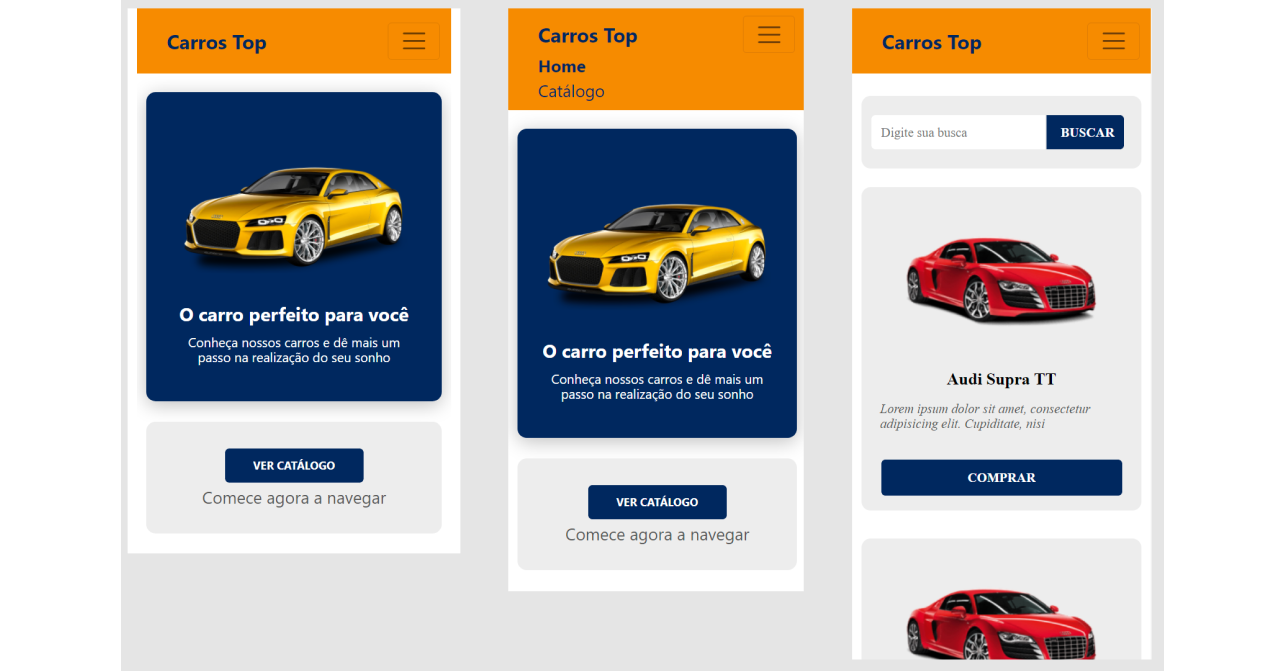 Carros Top
O carro perfeito para você
Conheça nossos carros e dê mais um
passo na realização do seu sonho
VER CATÁLOGO
Comece agora a navegar
Carros Top
Home
Catálogo
O carro perfeito para você
Conheça nossos carros e dê mais um
passo na realização do seu sonho
VER CATÁLOGO
Comece agora a navegar
Carros Top
Digite sua busca
BUSCAR
Audi Supra TT
Lorem ipsum dolor sit amet, consectetur
adipisicing elit. Cupiditate, nisi
COMPRAR